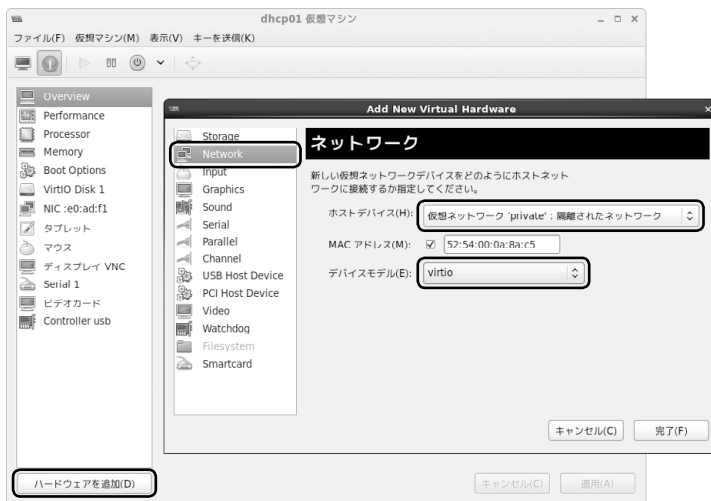 dhcp01 仮想マシン
ファイル(F) 仮想マシン(M) 表示(V) キーを送信(K)
Overview
Performance
Processor
Memory
Boot Options
VirtIO Disk 1
NIC :e0:ad:f1
タブレット
マウス
ディスプレイ VNC
Serial 1
ビデオカード
Controller usb
ハードウェアを追加(D)
Add New Virtual Hardware
Storage
Network
Input
Graphics
Sound
Serial
Parallel
Channel
USB Host Device
PCI Host Device
Video
Watchdog
Filesystem
Smartcard
ネットワーク
新しい仮想ネットワークデバイスをどのようにホストネット
ワークに接続するか指定してください。
ホストデバイス(H): 仮想ネットワーク 'private' : 隔離されたネットワーク
MAC アドレス(M): 52:54:00:0a:8a:c5
デバイスモデル(E): virtio
キャンセル(C) 完了(F)
キャンセル(C) 適用(A)